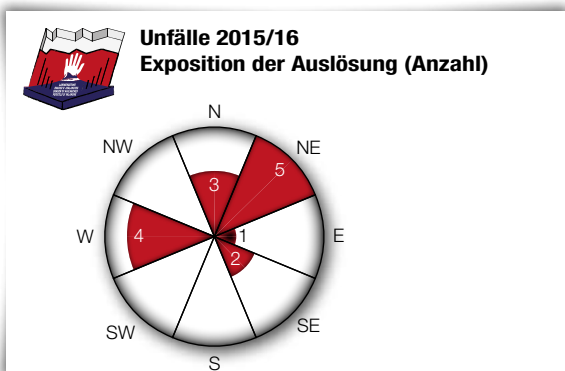 Unfälle 2015/16
Exposition der Auslösung (Anzahl)
N
NW
NE
5
3
W
4
1
E
2
SW
SE
S